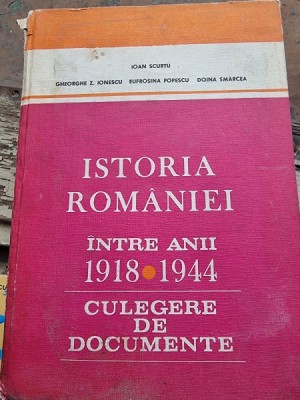 IOAN SCURTU
GHEORGHE Z. IONESCU EUFROSINA POPESCU DOINA SMÂRCEA
ISTORIA
ROMÂNIEI
ÎNTRE ANII
1918 • 1944
CULEGERE
DE
DOCUMENTE